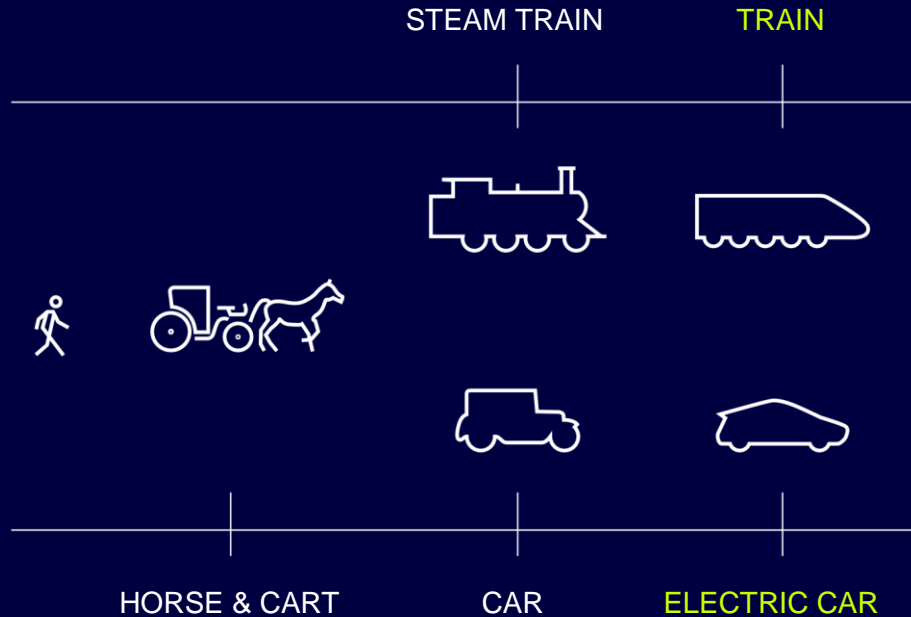 STEAM TRAIN
TRAIN
HORSE & CART
CAR
ELECTRIC CAR